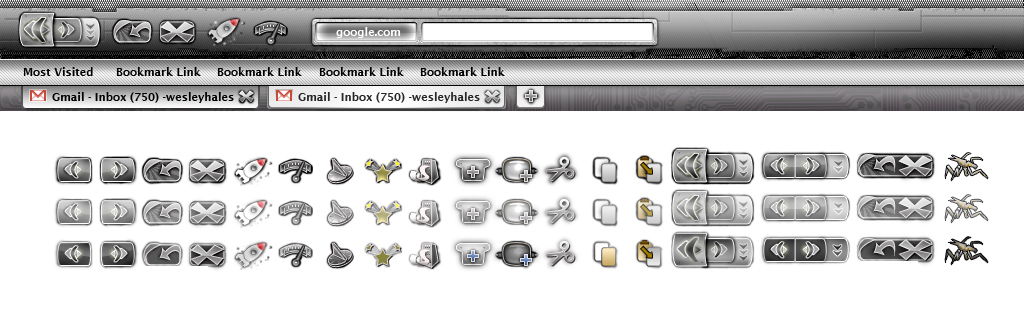 google.com
Most Visited Bookmark Link Bookmark Link Bookmark Link Bookmark Link
Gmail - Inbox (750) -wesleyhales Gmail - Inbox (750) -wesleyhales